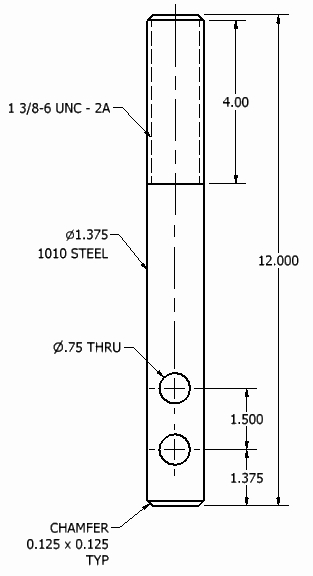 4.00
1 3/8-6 UNC - 2A
Ø1.375
1010 STEEL
12.000
Ø.75 THRU
1.500
1.375
CHAMFER
0.125 x 0.125
TYP